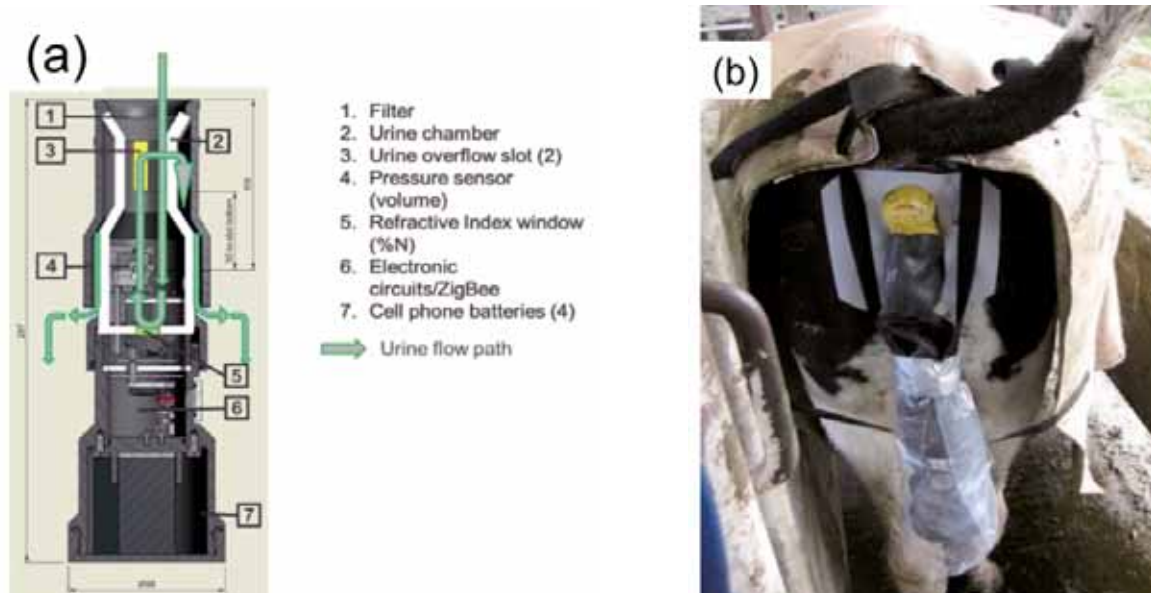 (a)
1
2
3
4
5
6
7
1. Filter
2. Urine chamber
3. Urine overflow slot (2)
4. Pressure sensor
(volume)
5. Refractive Index window
(%N)
6. Electronic
circuits/ZigBee
7. Cell phone batteries (4)
Urine flow path
(b)